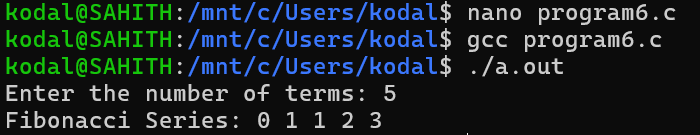 kodal@SAHITH:/mnt/c/Users/kodal$ nano program6.c
kodal@SAHITH:/mnt/c/Users/kodal$ gcc program6.c
kodal@SAHITH:/mnt/c/Users/kodal$ ./a.out
Enter the number of terms: 5
Fibonacci Series: 0 1 1 2 3